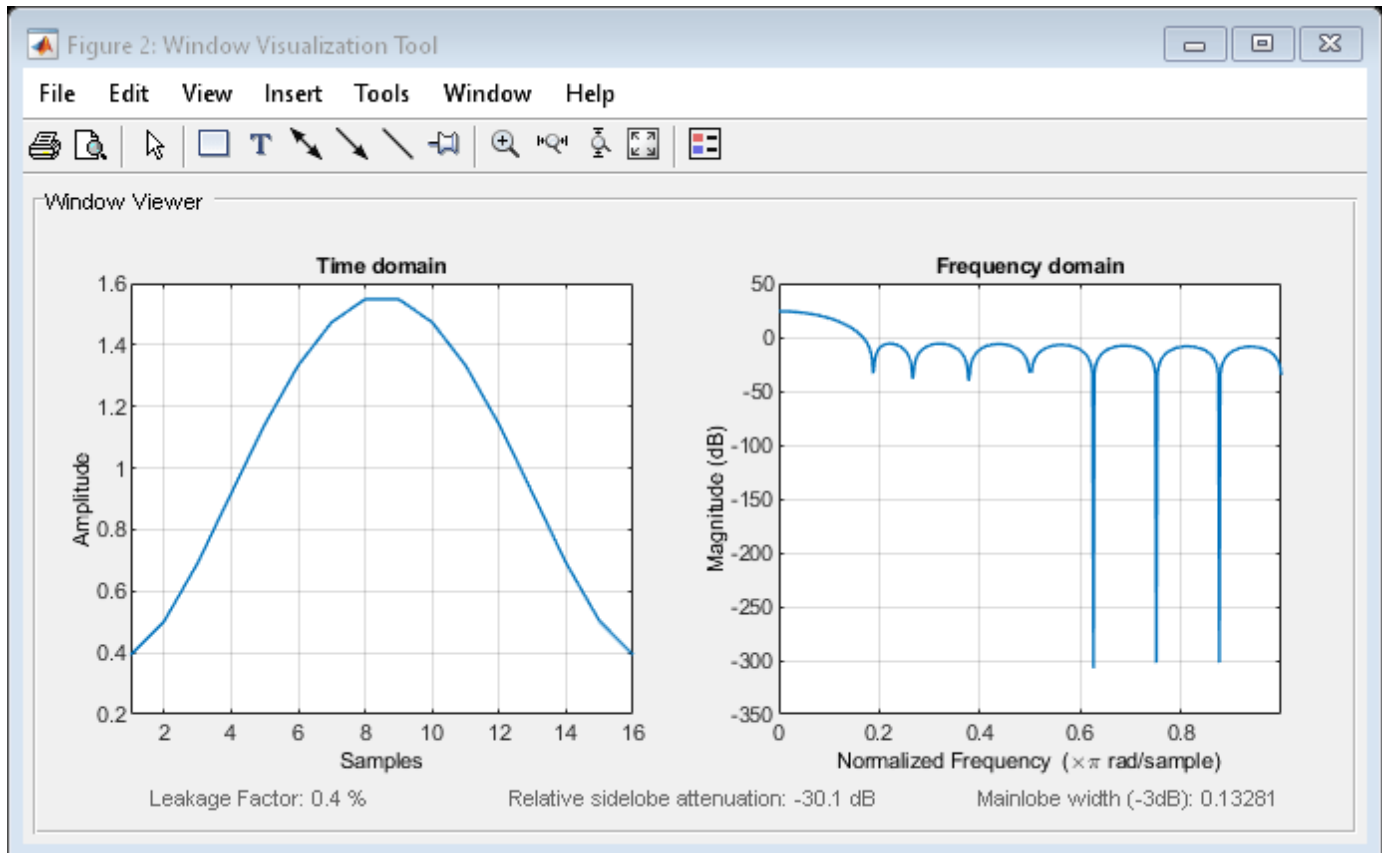 Figure 2: Window Visualization Tool
File Edit View Insert Tools Window Help
T
Window Viewer
Time domain
1.6
1.4
1.2
1
0.8
0.6
0.4
0.2
Amplitude
2 4 6 8 10 12 14 16
Samples
Frequency domain
50
0
-50
-100
-150
-200
-250
-300
-350
Magnitude (dB)
0 0.2 0.4 0.6 0.8
Normalized Frequency (×π rad/sample)
Leakage Factor: 0.4 %
Relative sidelobe attenuation: -30.1 dB
Mainlobe width (-3dB): 0.13281